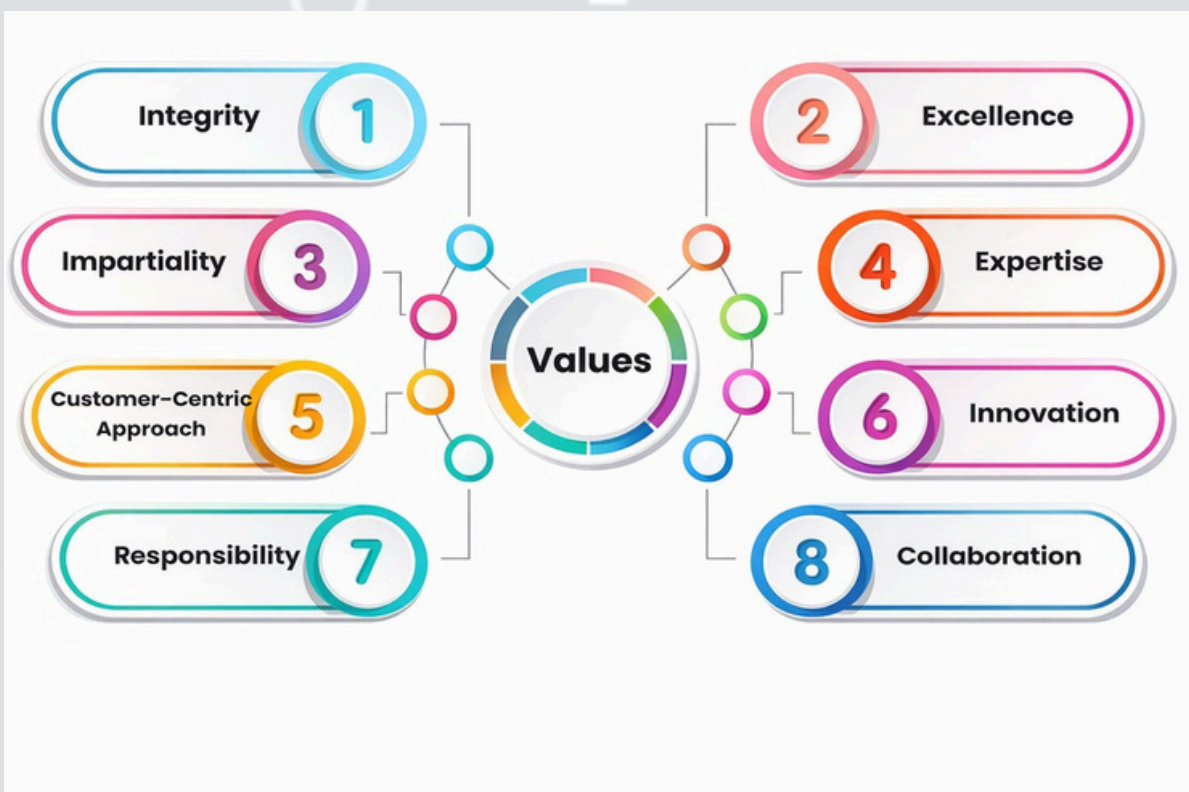 Integrity 1
2 Excellence
Impartiality 3
4 Expertise
Values
Customer-Centric
Approach
5
6 Innovation
Responsibility 7
8 Collaboration